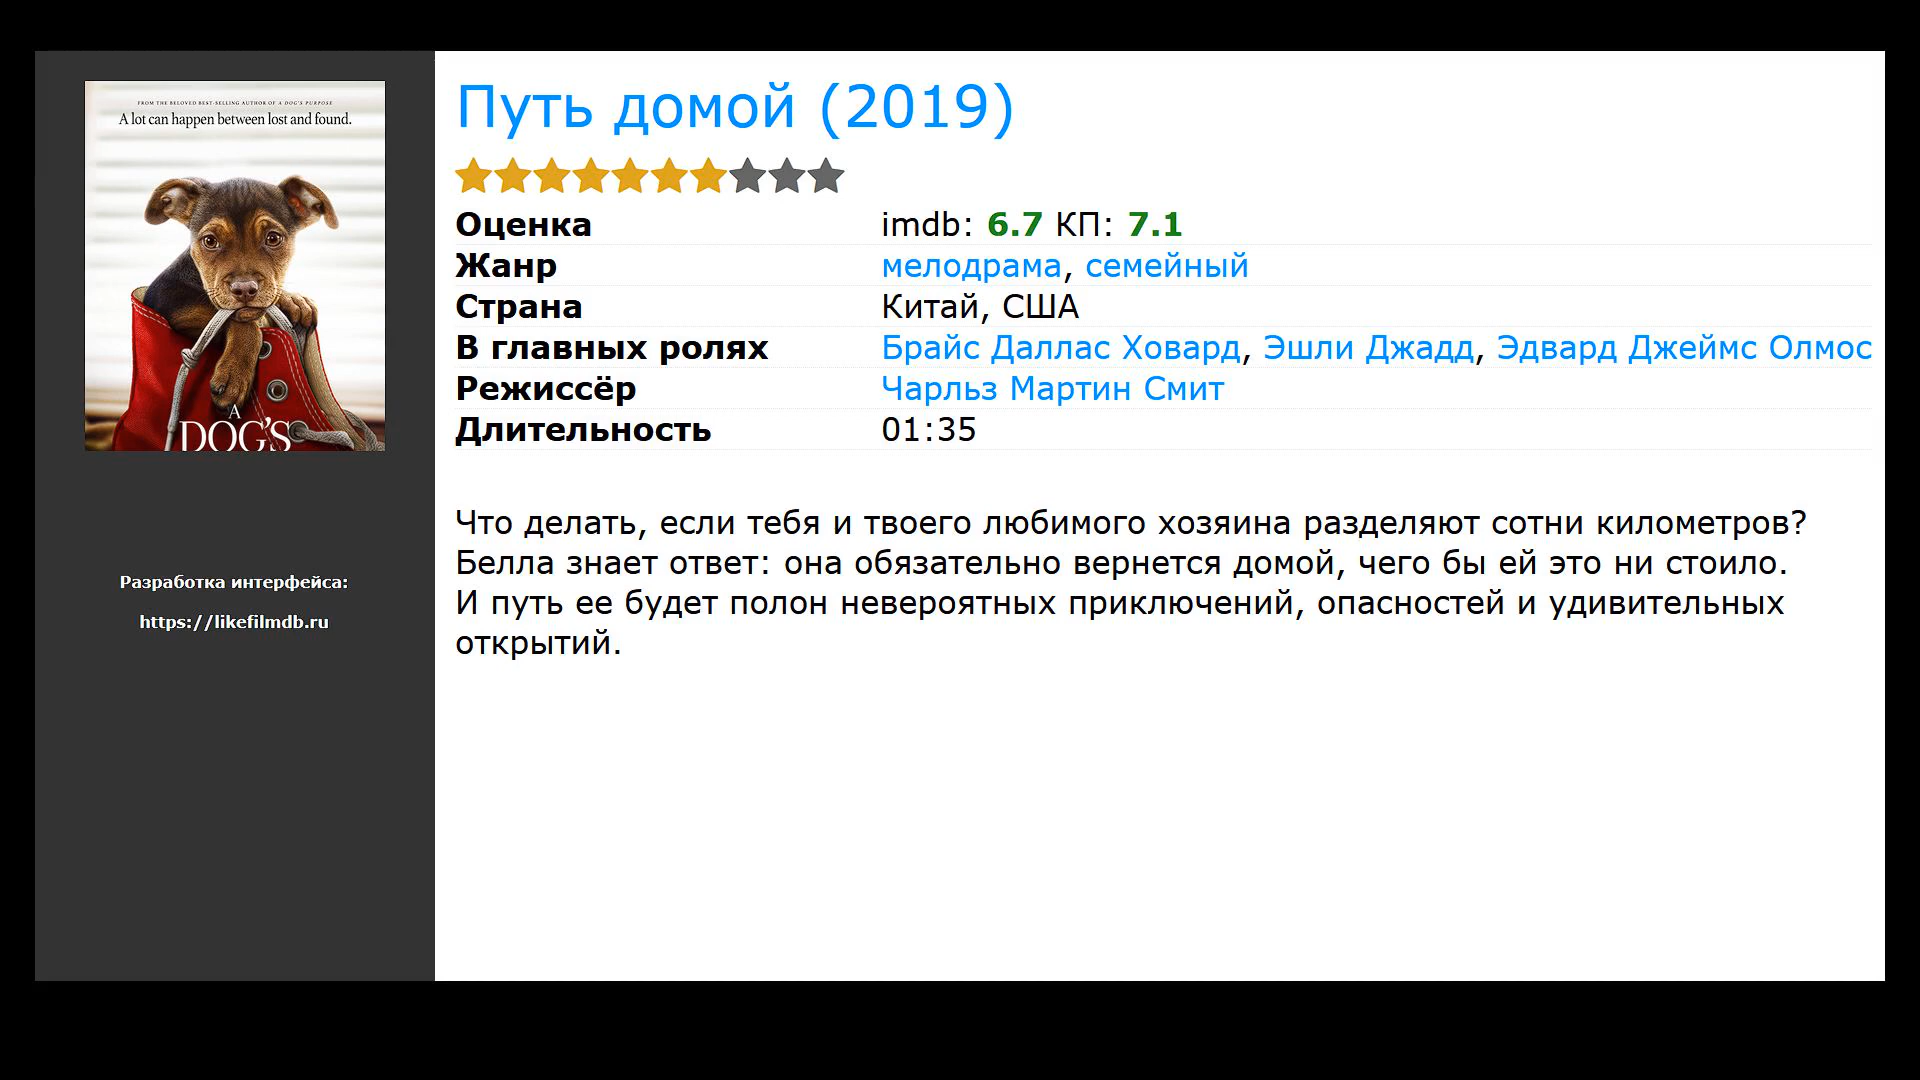 FROM THE BELOVED BEST-SELLING AUTHOR OF A DOG'S PURPOSE
A lot can happen between lost and found.
A
DOG'S
Разработка интерфейса:
https://likefilmdb.ru
Путь домой (2019)
Оценка imdb: 6.7 КП: 7.1
Жанр мелодрама, семейный
Страна Китай, США
В главных ролях Брайс Даллас Ховард, Эшли Джадд, Эдвард Джеймс Олмос
Режиссёр Чарльз Мартин Смит
Длительность 01:35
Что делать, если тебя и твоего любимого хозяина разделяют сотни километров?
Белла знает ответ: она обязательно вернется домой, чего бы ей это ни стоило.
И путь ее будет полон невероятных приключений, опасностей и удивительных
открытий.